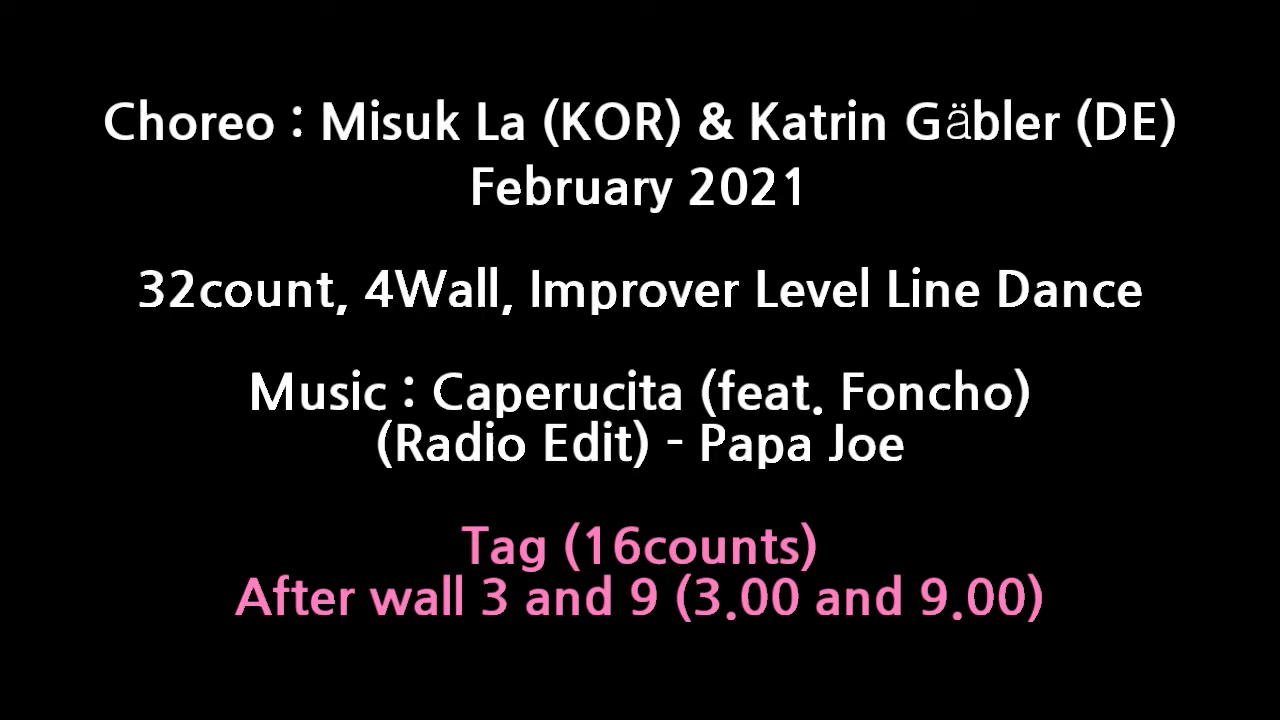 Choreo : Misuk La (KOR) & Katrin Gäbler (DE)
February 2021
32count, 4Wall, Improver Level Line Dance
Music : Caperucita (feat. Foncho)
(Radio Edit) - Papa Joe
Tag (16counts)
After wall 3 and 9 (3.00 and 9.00)